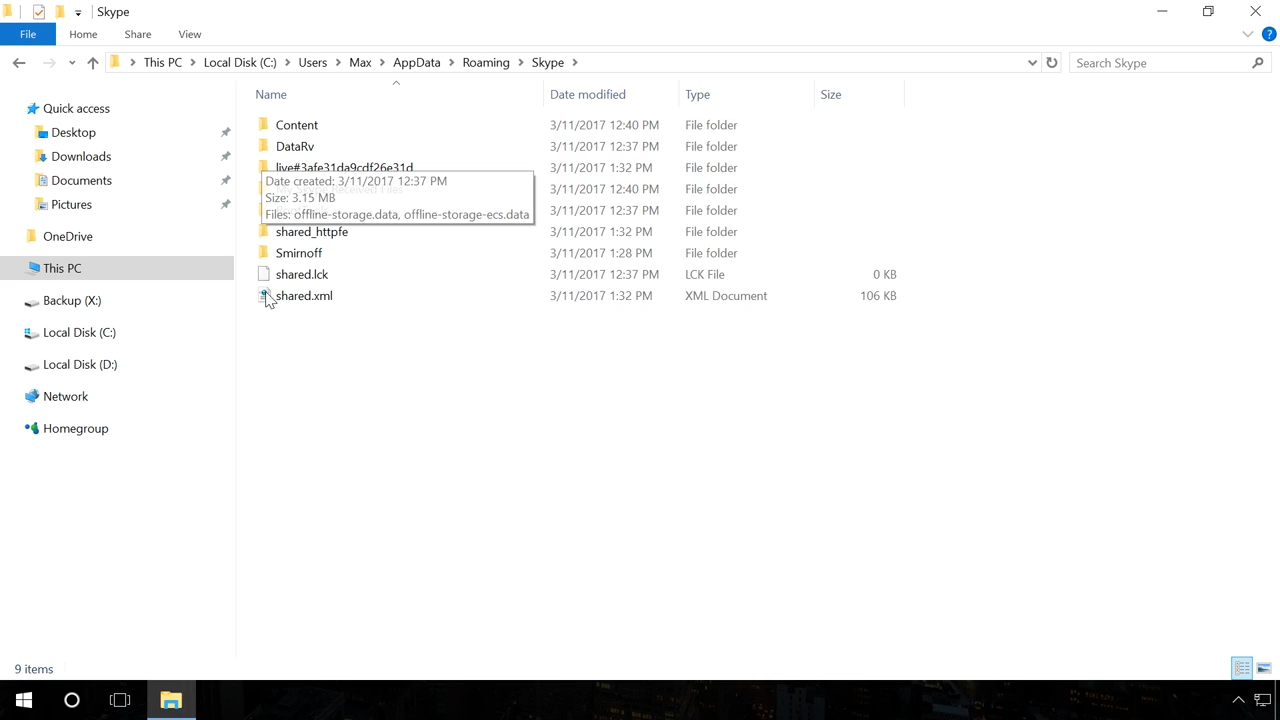 Skype
File Home Share View
This PC Local Disk (C:) Users Max AppData Roaming Skype Search Skype
Name Date modified Type Size
Quick access
Desktop
Downloads
Documents
Pictures
OneDrive
This PC
Backup (X:)
Local Disk (C:)
Local Disk (D:)
Network
Homegroup
Content 3/11/2017 12:40 PM File folder
DataRv 3/11/2017 12:37 PM File folder
live#3afe31da9cdf26e31d 3/11/2017 1:32 PM File folder
Date created: 3/11/2017 12:37 PM
Size: 3.15 MB
Files: offline-storage.data, offline-storage-ecs.data
Received Files 3/11/2017 12:40 PM File folder
3/11/2017 12:37 PM File folder
shared_httpfe 3/11/2017 1:32 PM File folder
Smirnoff 3/11/2017 1:28 PM File folder
shared.lck 3/11/2017 12:37 PM LCK File 0 KB
shared.xml 3/11/2017 1:32 PM XML Document 106 KB
9 items